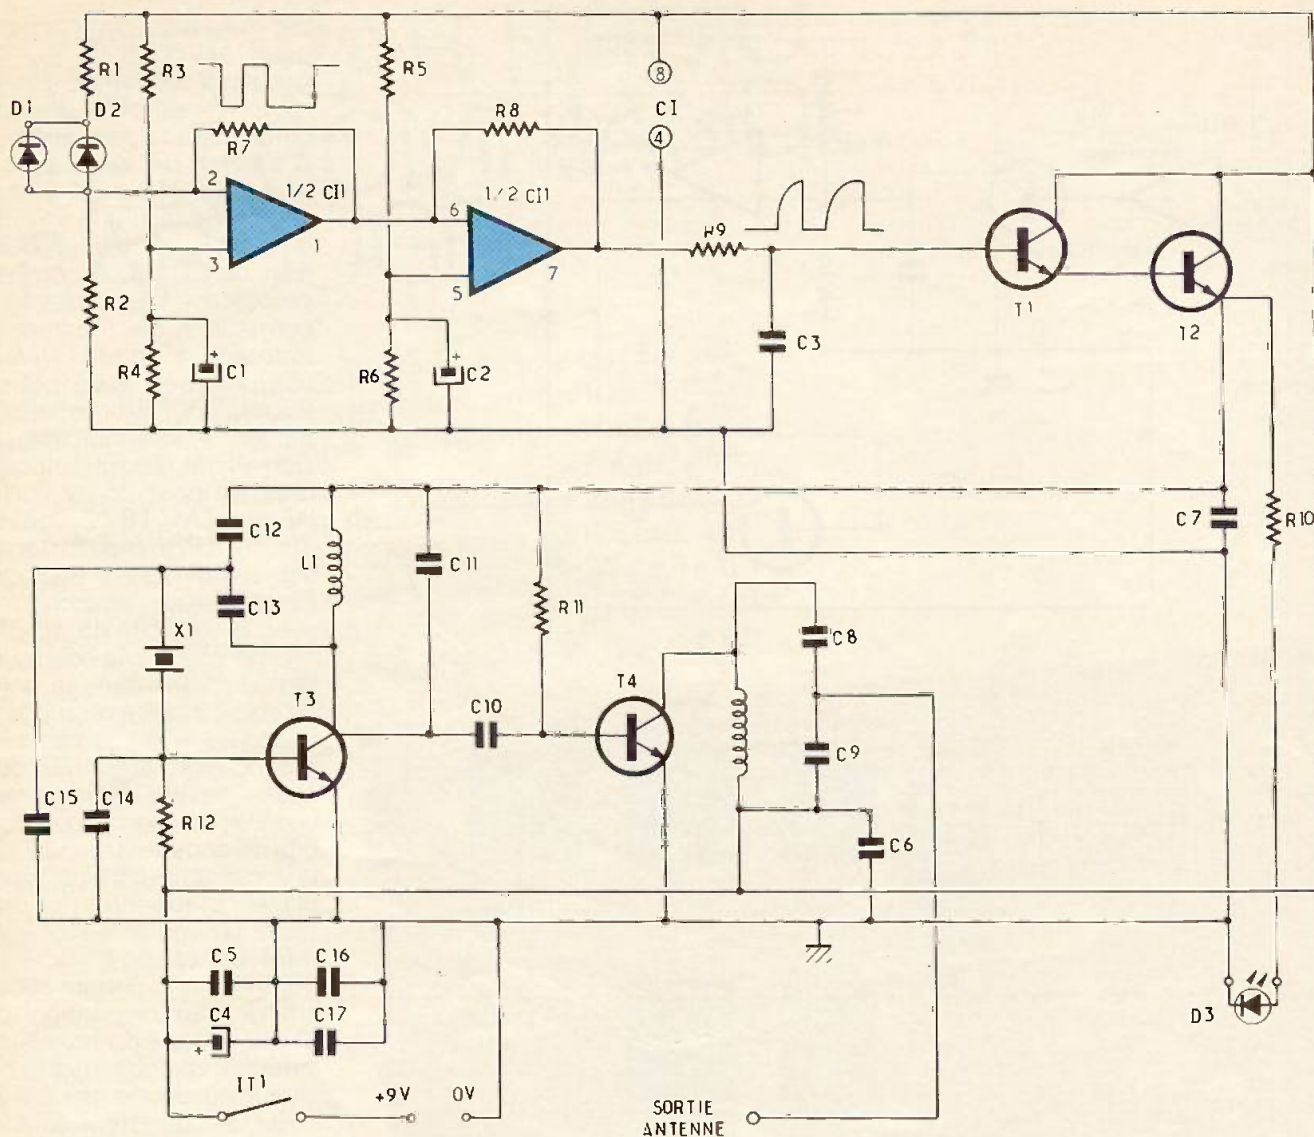 R1
R3
R5
8
D1
D2
CI
R8
4
R7
2
1/2 CI1
1/2 CI1
6
R9
1
3
7
5
R2
T1
T2
C3
R4
+
C1
R6
+
C2
C12
C7
R10
L1
C11
C13
R11
X1
C8
T3
C10
T4
C9
C15
C14
R12
C6
C5
C16
C4
C17
+
D3
IT1
+9V
0V
SORTIE
ANTENNE